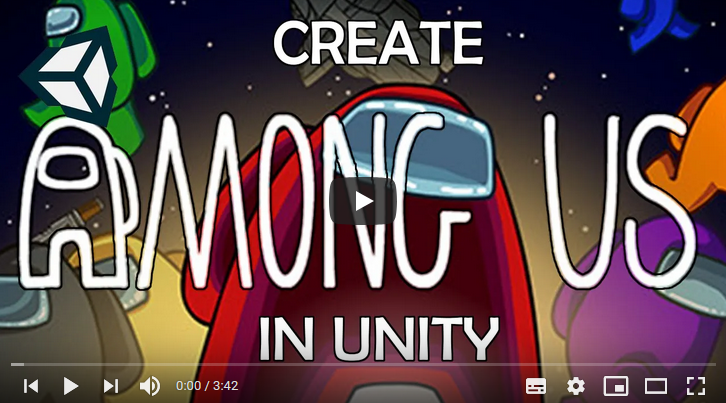 CREATE
AMONG US
IN UNITY
0:00 / 3:42